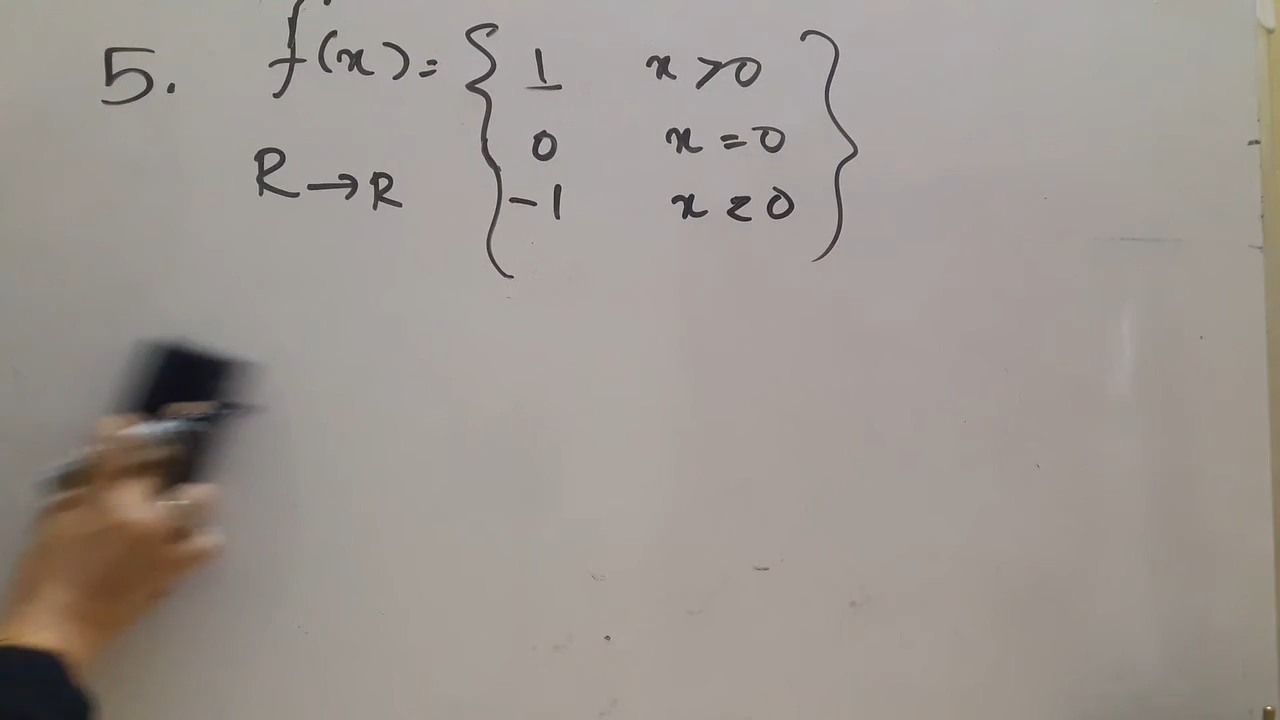 5. f(x) = { 1 x > 0 }
0 x = 0
R → R
-1 x < 0